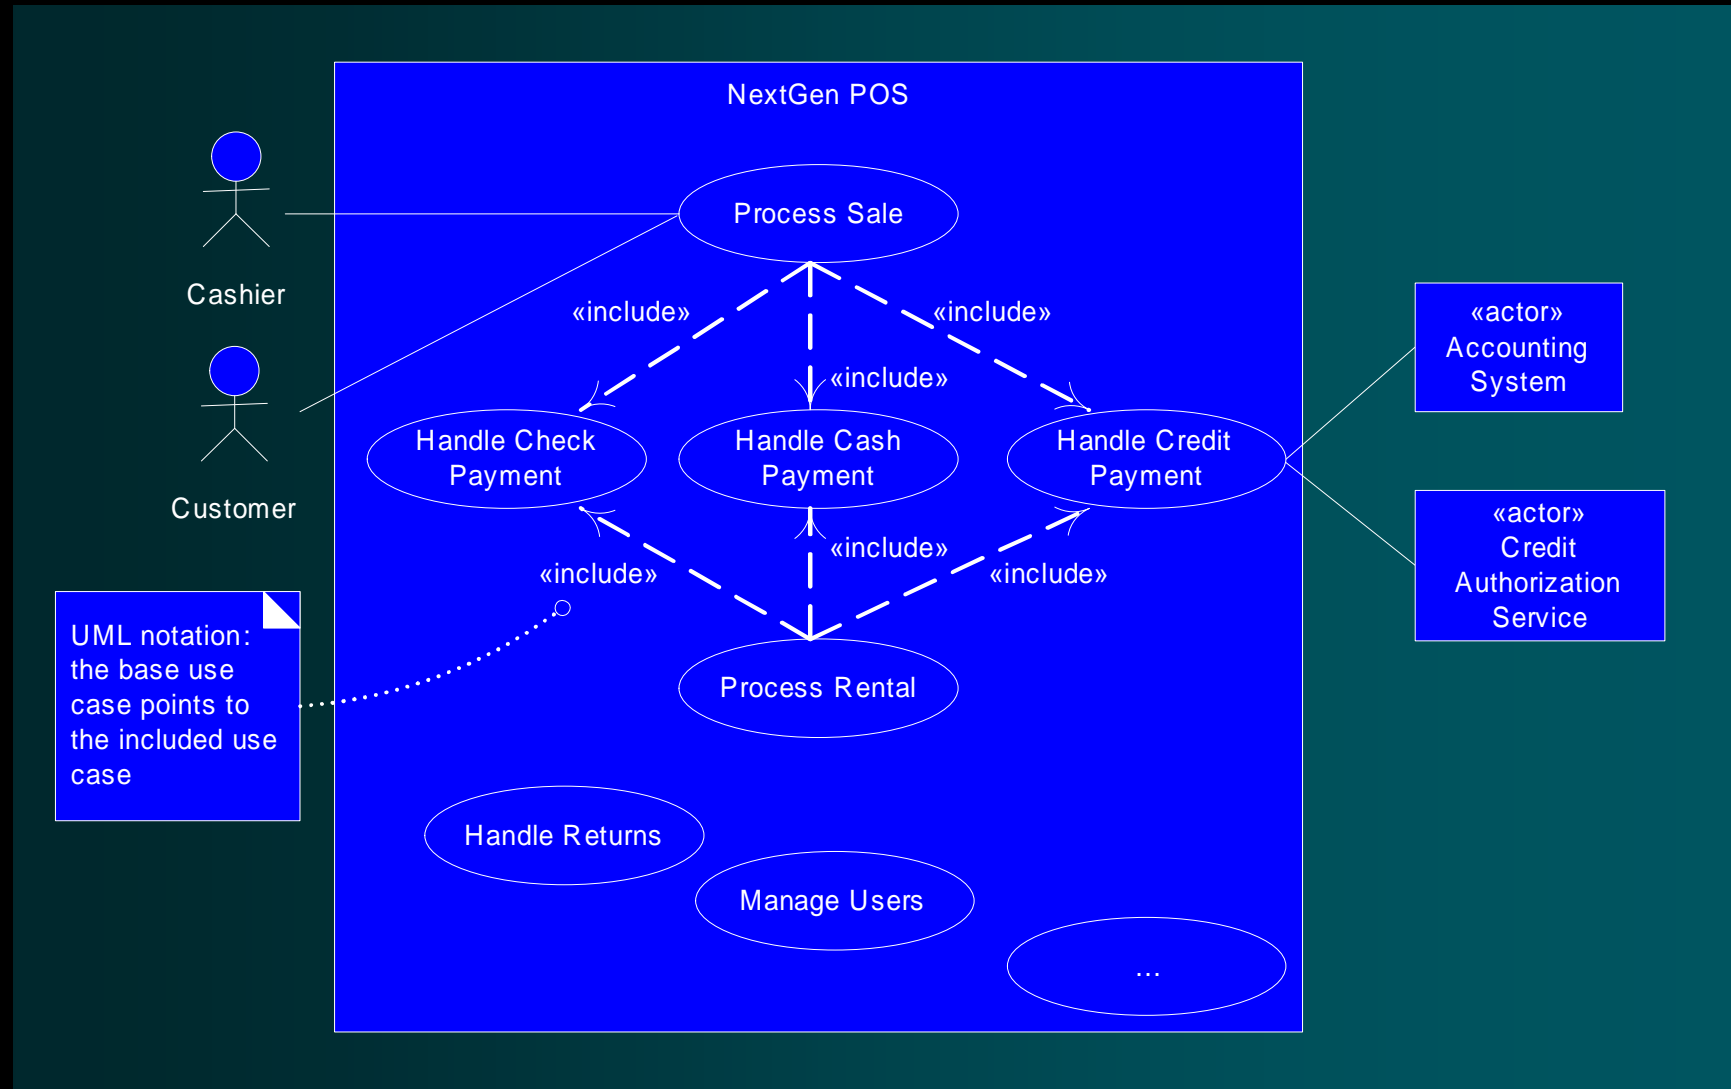 NextGen POS
Process Sale
Cashier
«include»
«include»
«include»
«actor»
Accounting
System
Handle Check
Payment
Handle Cash
Payment
Handle Credit
Payment
Customer
«include»
«include»
«include»
«actor»
Credit
Authorization
Service
UML notation:
the base use
case points to
the included use
case
Process Rental
Handle Returns
Manage Users
...